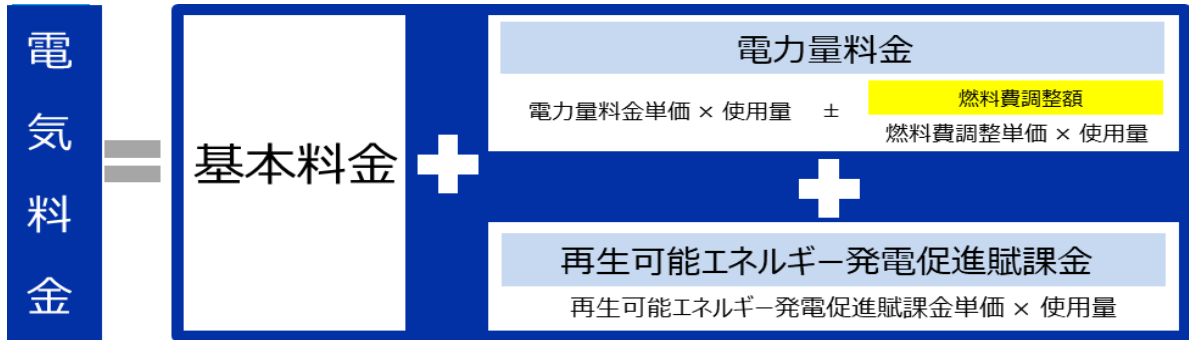 電気料金
基本料金
電力量料金
電力量料金単価 × 使用量 ± 燃料費調整額
燃料費調整単価 × 使用量
再生可能エネルギー発電促進賦課金
再生可能エネルギー発電促進賦課金単価 × 使用量